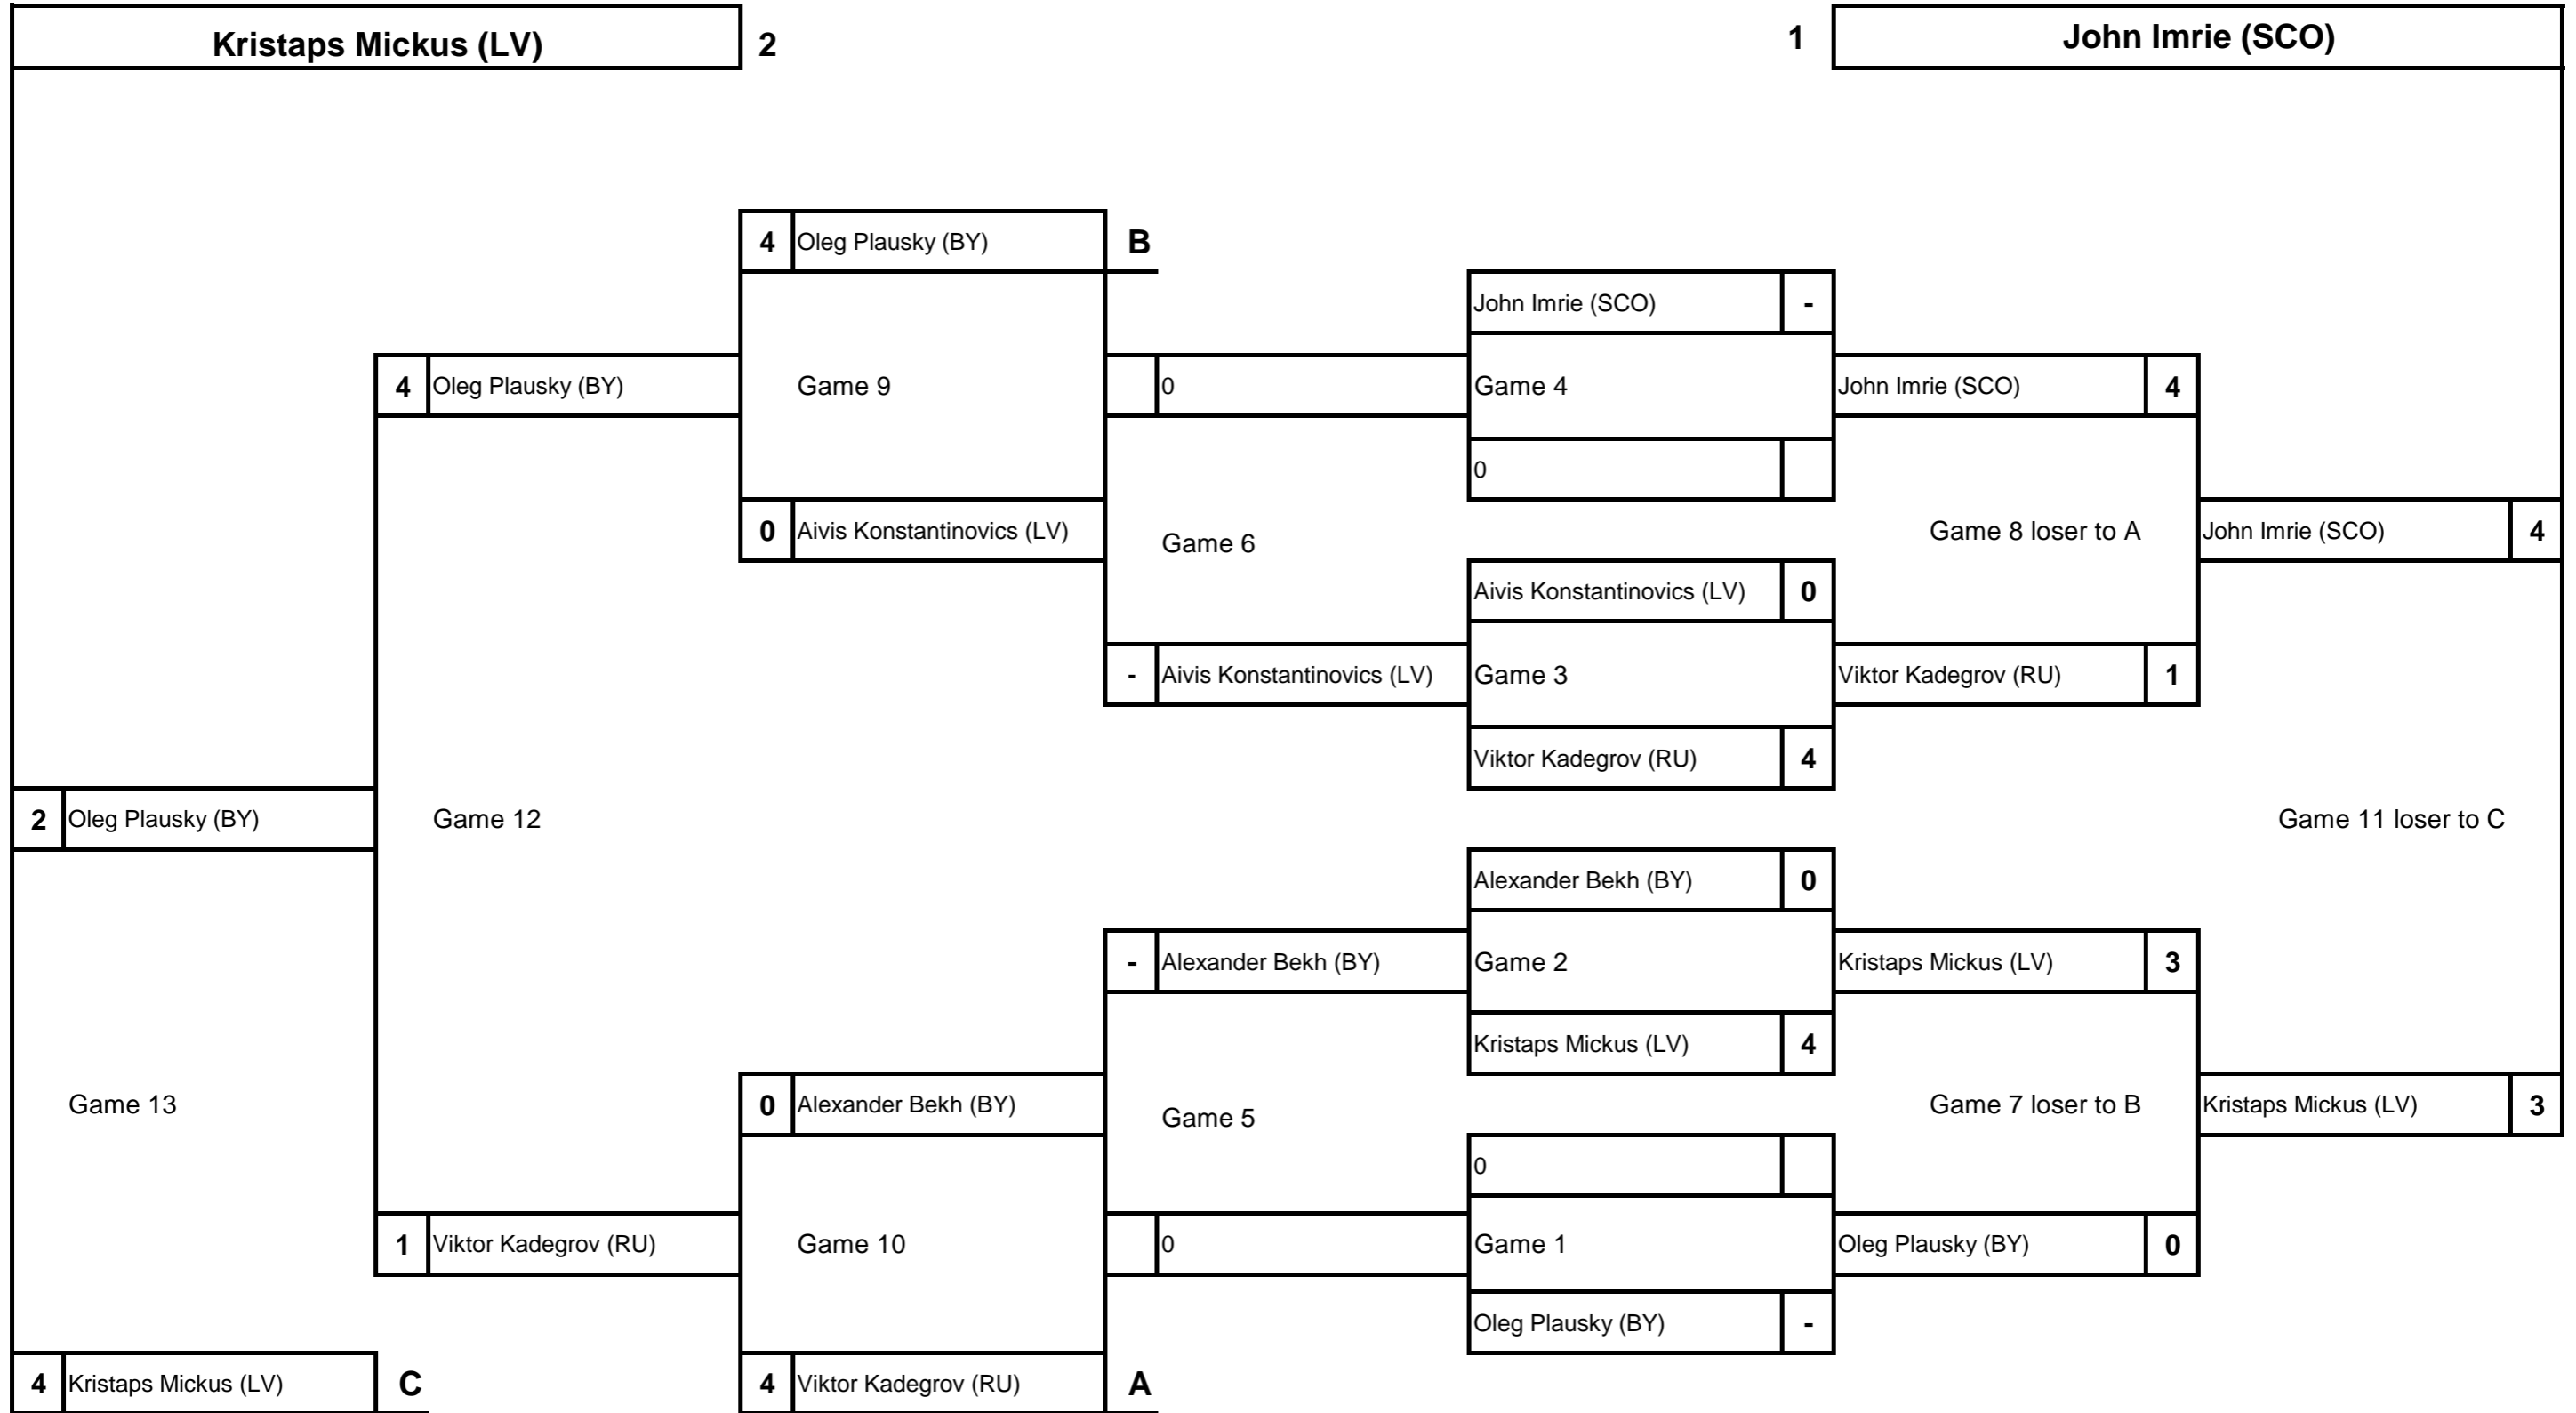 Kristaps Mickus (LV) 2 1 John Imrie (SCO)
4 Oleg Plausky (BY) B
John Imrie (SCO) -
4 Oleg Plausky (BY) Game 9 0 Game 4 John Imrie (SCO) 4
0
0 Aivis Konstantinovics (LV) Game 6 Game 8 loser to A John Imrie (SCO) 4
Aivis Konstantinovics (LV) 0
- Aivis Konstantinovics (LV) Game 3 Viktor Kadegrov (RU) 1
Viktor Kadegrov (RU) 4
2 Oleg Plausky (BY) Game 12 Game 11 loser to C
Alexander Bekh (BY) 0
- Alexander Bekh (BY) Game 2 Kristaps Mickus (LV) 3
Kristaps Mickus (LV) 4
Game 13 0 Alexander Bekh (BY) Game 5 Game 7 loser to B Kristaps Mickus (LV) 3
0
1 Viktor Kadegrov (RU) Game 10 0 Game 1 Oleg Plausky (BY) 0
Oleg Plausky (BY) -
4 Kristaps Mickus (LV) C 4 Viktor Kadegrov (RU) A